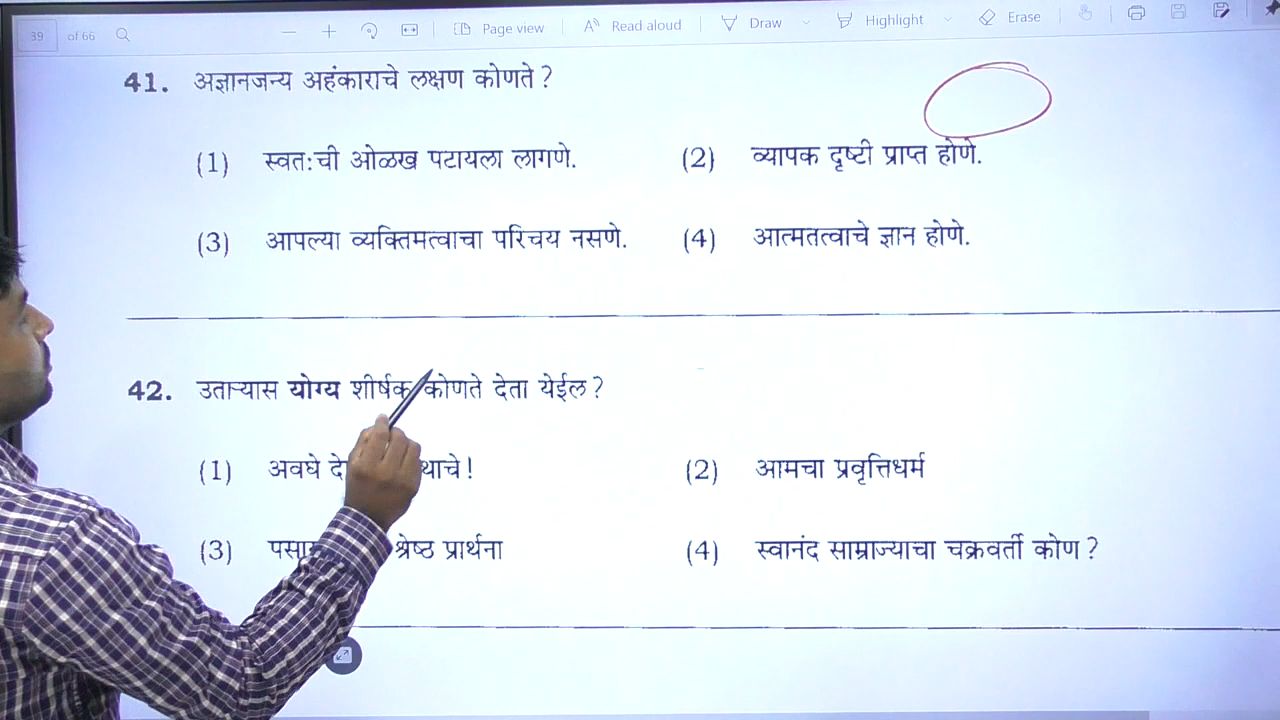 39 of 66 Page view Read aloud Draw Highlight Erase
41. अज्ञानजन्य अहंकाराचे लक्षण कोणते ?
(1) स्वत:ची ओळख पटायला लागणे. (2) व्यापक दृष्टी प्राप्त होणे.
(3) आपल्या व्यक्तिमत्वाचा परिचय नसणे. (4) आत्मतत्वाचे ज्ञान होणे.
42. उताऱ्यास योग्य शीर्षक कोणते देता येईल ?
(1) अवघे (2) आमचा प्रवृत्तिधर्म
(3) श्रेष्ठ प्रार्थना (4) स्वानंद साम्राज्याचा चक्रवर्ती कोण ?